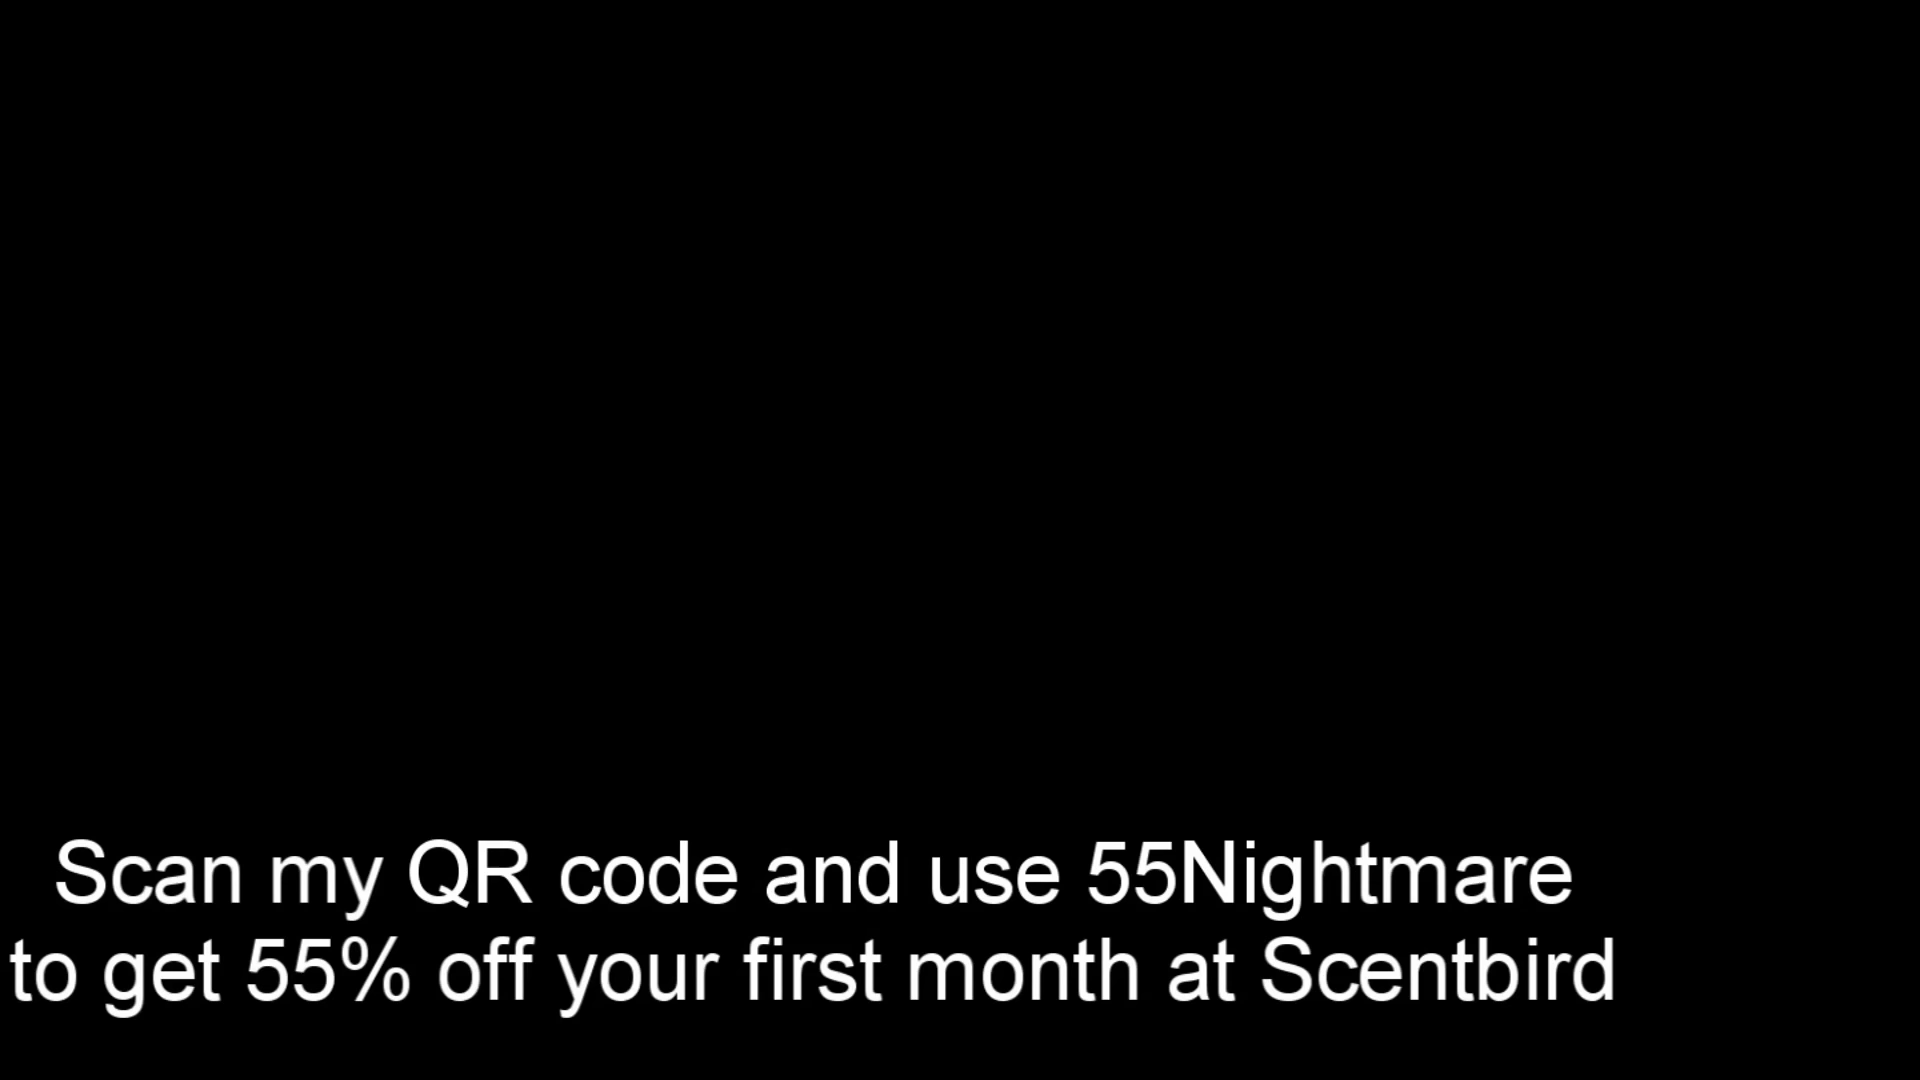 Scan my QR code and use 55Nightmare
to get 55% off your first month at Scentbird